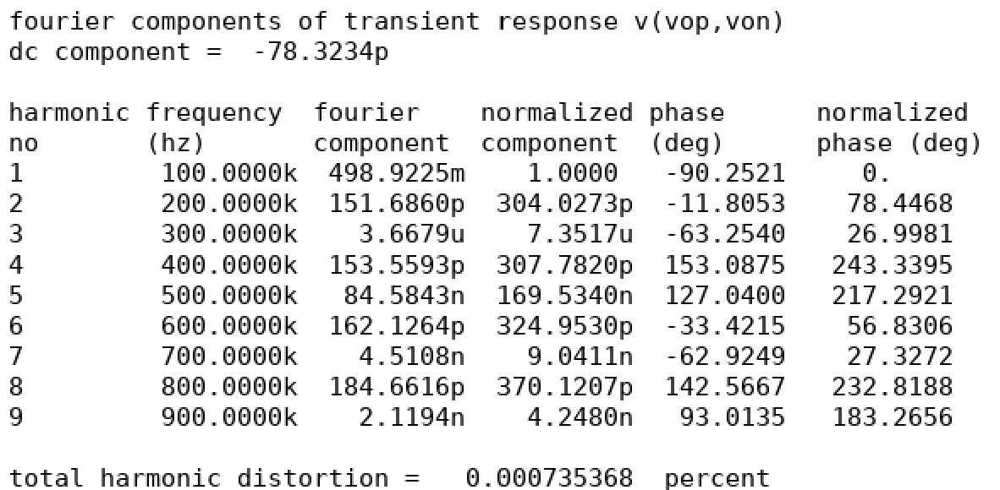 fourier components of transient response v(vop,von)
dc component =  -78.3234p
harmonic frequency  fourier    normalized phase      normalized
no       (hz)       component  component  (deg)      phase (deg)
1         100.0000k  498.9225m    1.0000   -90.2521     0.
2         200.0000k  151.6860p  304.0273p  -11.8053    78.4468
3         300.0000k    3.6679u    7.3517u  -63.2540    26.9981
4         400.0000k  153.5593p  307.7820p  153.0875   243.3395
5         500.0000k   84.5843n  169.5340n  127.0400   217.2921
6         600.0000k  162.1264p  324.9530p  -33.4215    56.8306
7         700.0000k    4.5108n    9.0411n  -62.9249    27.3272
8         800.0000k  184.6616p  370.1207p  142.5667   232.8188
9         900.0000k    2.1194n    4.2480n   93.0135   183.2656
total harmonic distortion =   0.000735368  percent